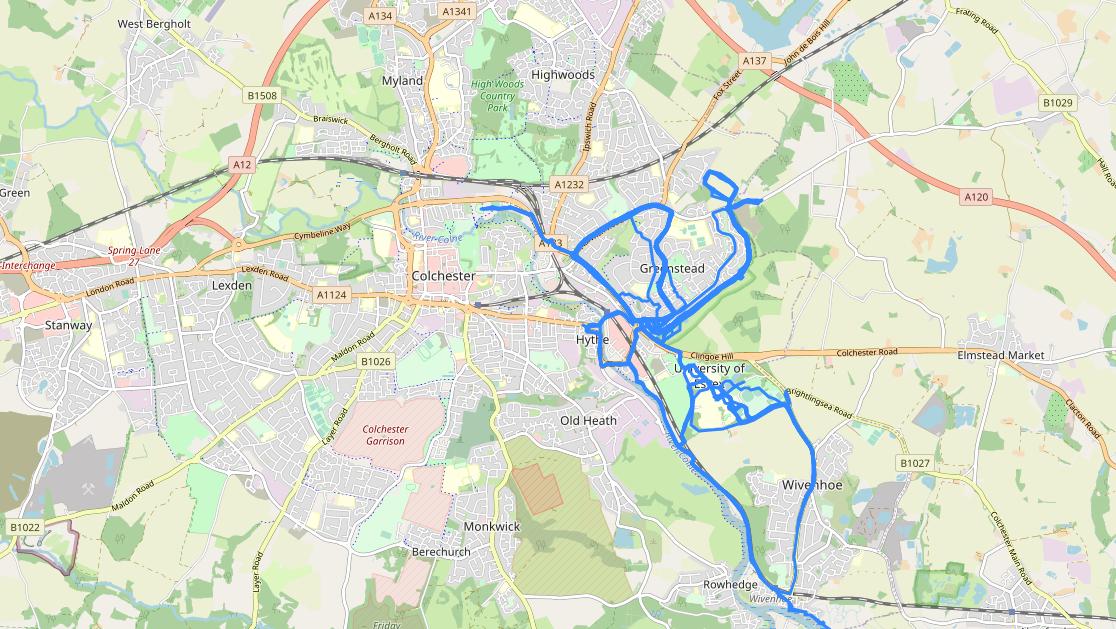 West Bergholt
A134
A1341
Myland
Highwoods
High Woods
Country
Park
Ipswich Road
A137
John de Bois Hill
Fox Street
Frating Road
B1029
B1508
Braiswick
Bergholt Road
A12
A1232
Green
Cymbeline Way
River Colne
A133
A120
Spring Lane
27
Interchange
Lexden Road
Colchester
Greenstead
London Road
Lexden
A1124
Stanway
Maldon Road
Hythe
Clingoe Hill
Colchester Road
Elmstead Market
B1026
University of
Essex
Brightlingsea Road
Layer Road
Colchester
Garrison
Old Heath
Clacton Road
B1027
Wivenhoe
Maldon Road
B1022
Monkwick
Berechurch
Colchester Main Road
Layer Road
Rowhedge
Wivenhoe
Friday